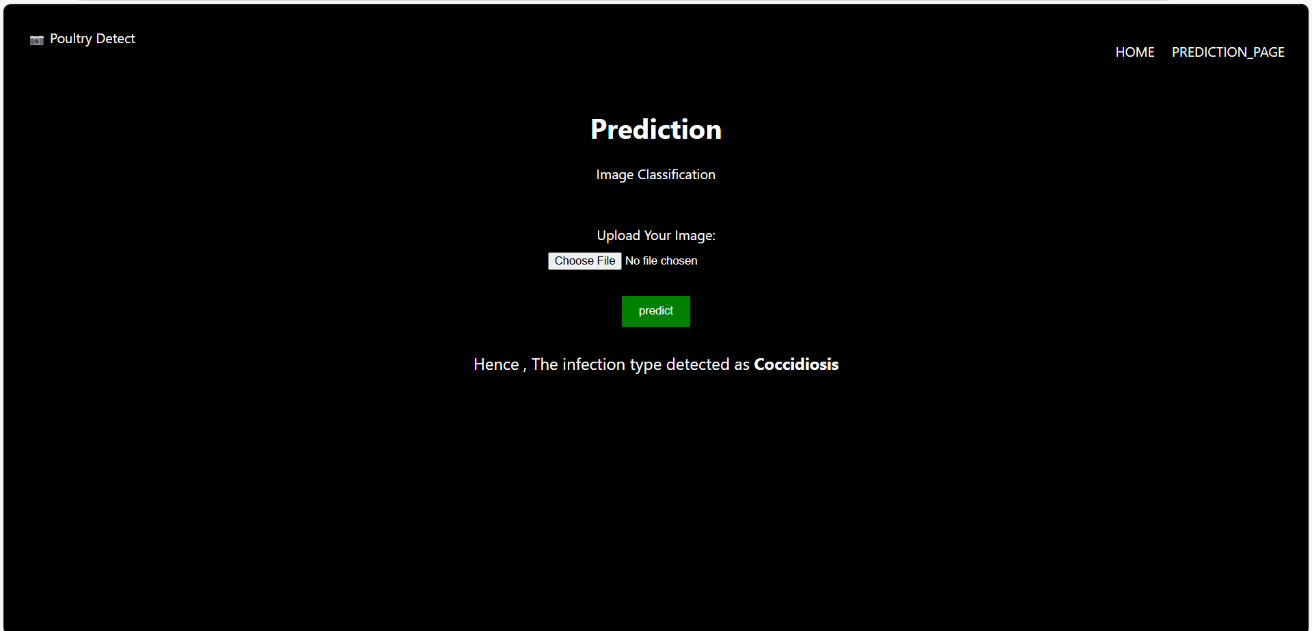 Poultry Detect
HOME PREDICTION_PAGE
Prediction
Image Classification
Upload Your Image:
Choose File No file chosen
predict
Hence , The infection type detected as Coccidiosis